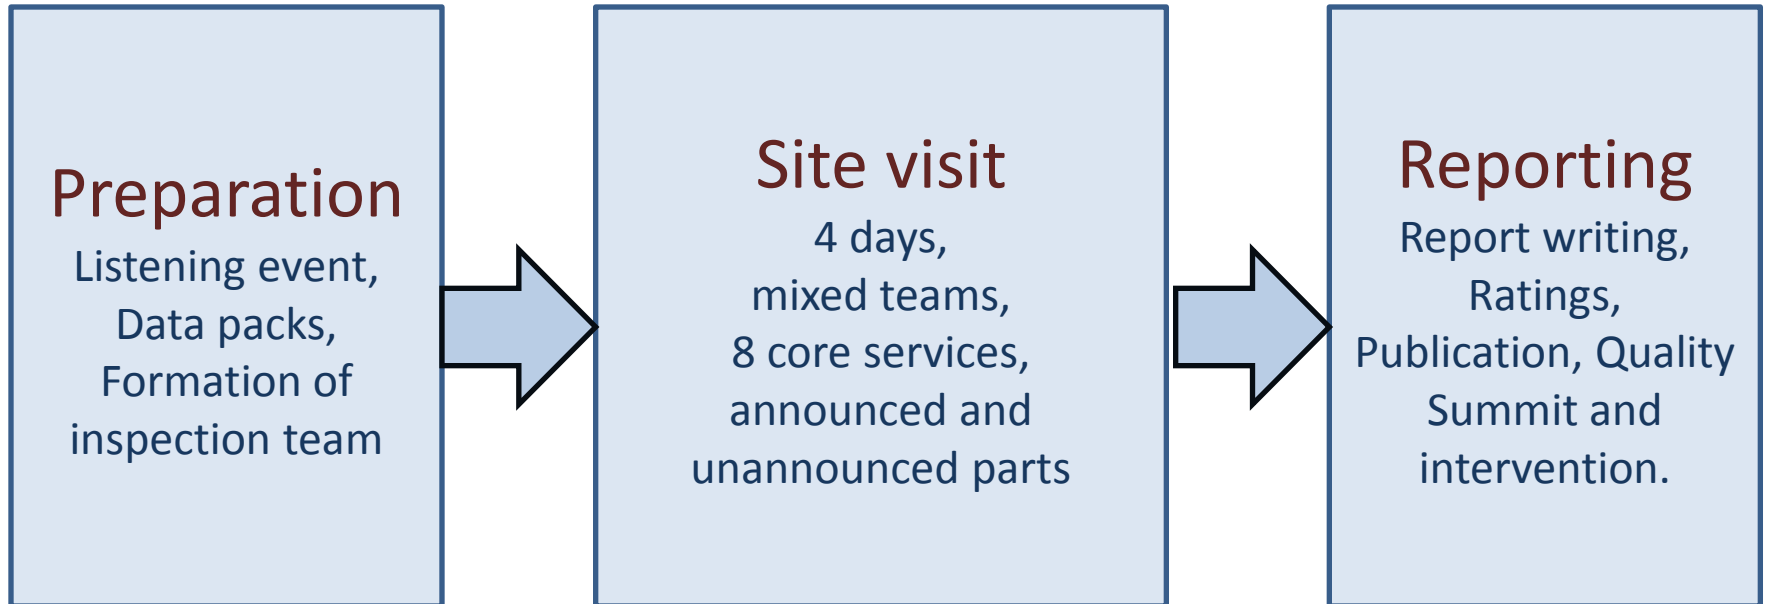 Preparation
Listening event,
Data packs,
Formation of
inspection team
Site visit
4 days,
mixed teams,
8 core services,
announced and
unannounced parts
Reporting
Report writing,
Ratings,
Publication, Quality
Summit and
intervention.